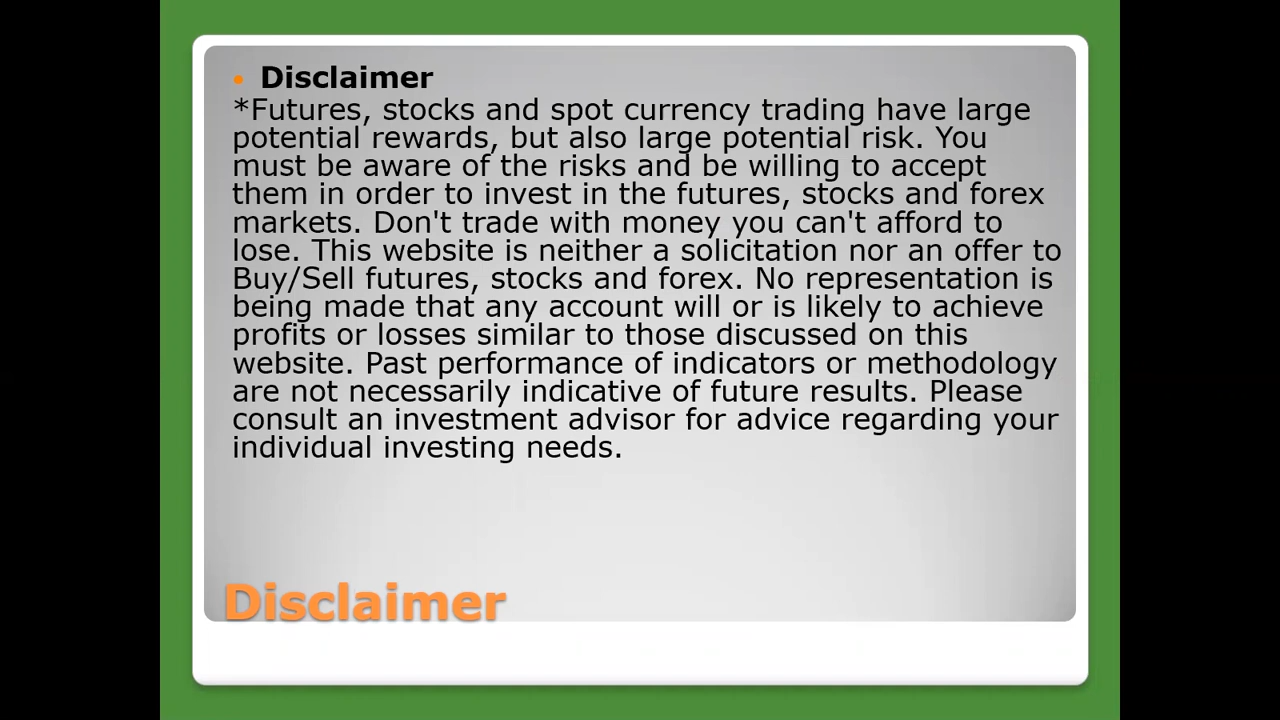 • Disclaimer
*Futures, stocks and spot currency trading have large
potential rewards, but also large potential risk. You
must be aware of the risks and be willing to accept
them in order to invest in the futures, stocks and forex
markets. Don't trade with money you can't afford to
lose. This website is neither a solicitation nor an offer to
Buy/Sell futures, stocks and forex. No representation is
being made that any account will or is likely to achieve
profits or losses similar to those discussed on this
website. Past performance of indicators or methodology
are not necessarily indicative of future results. Please
consult an investment advisor for advice regarding your
individual investing needs.
Disclaimer